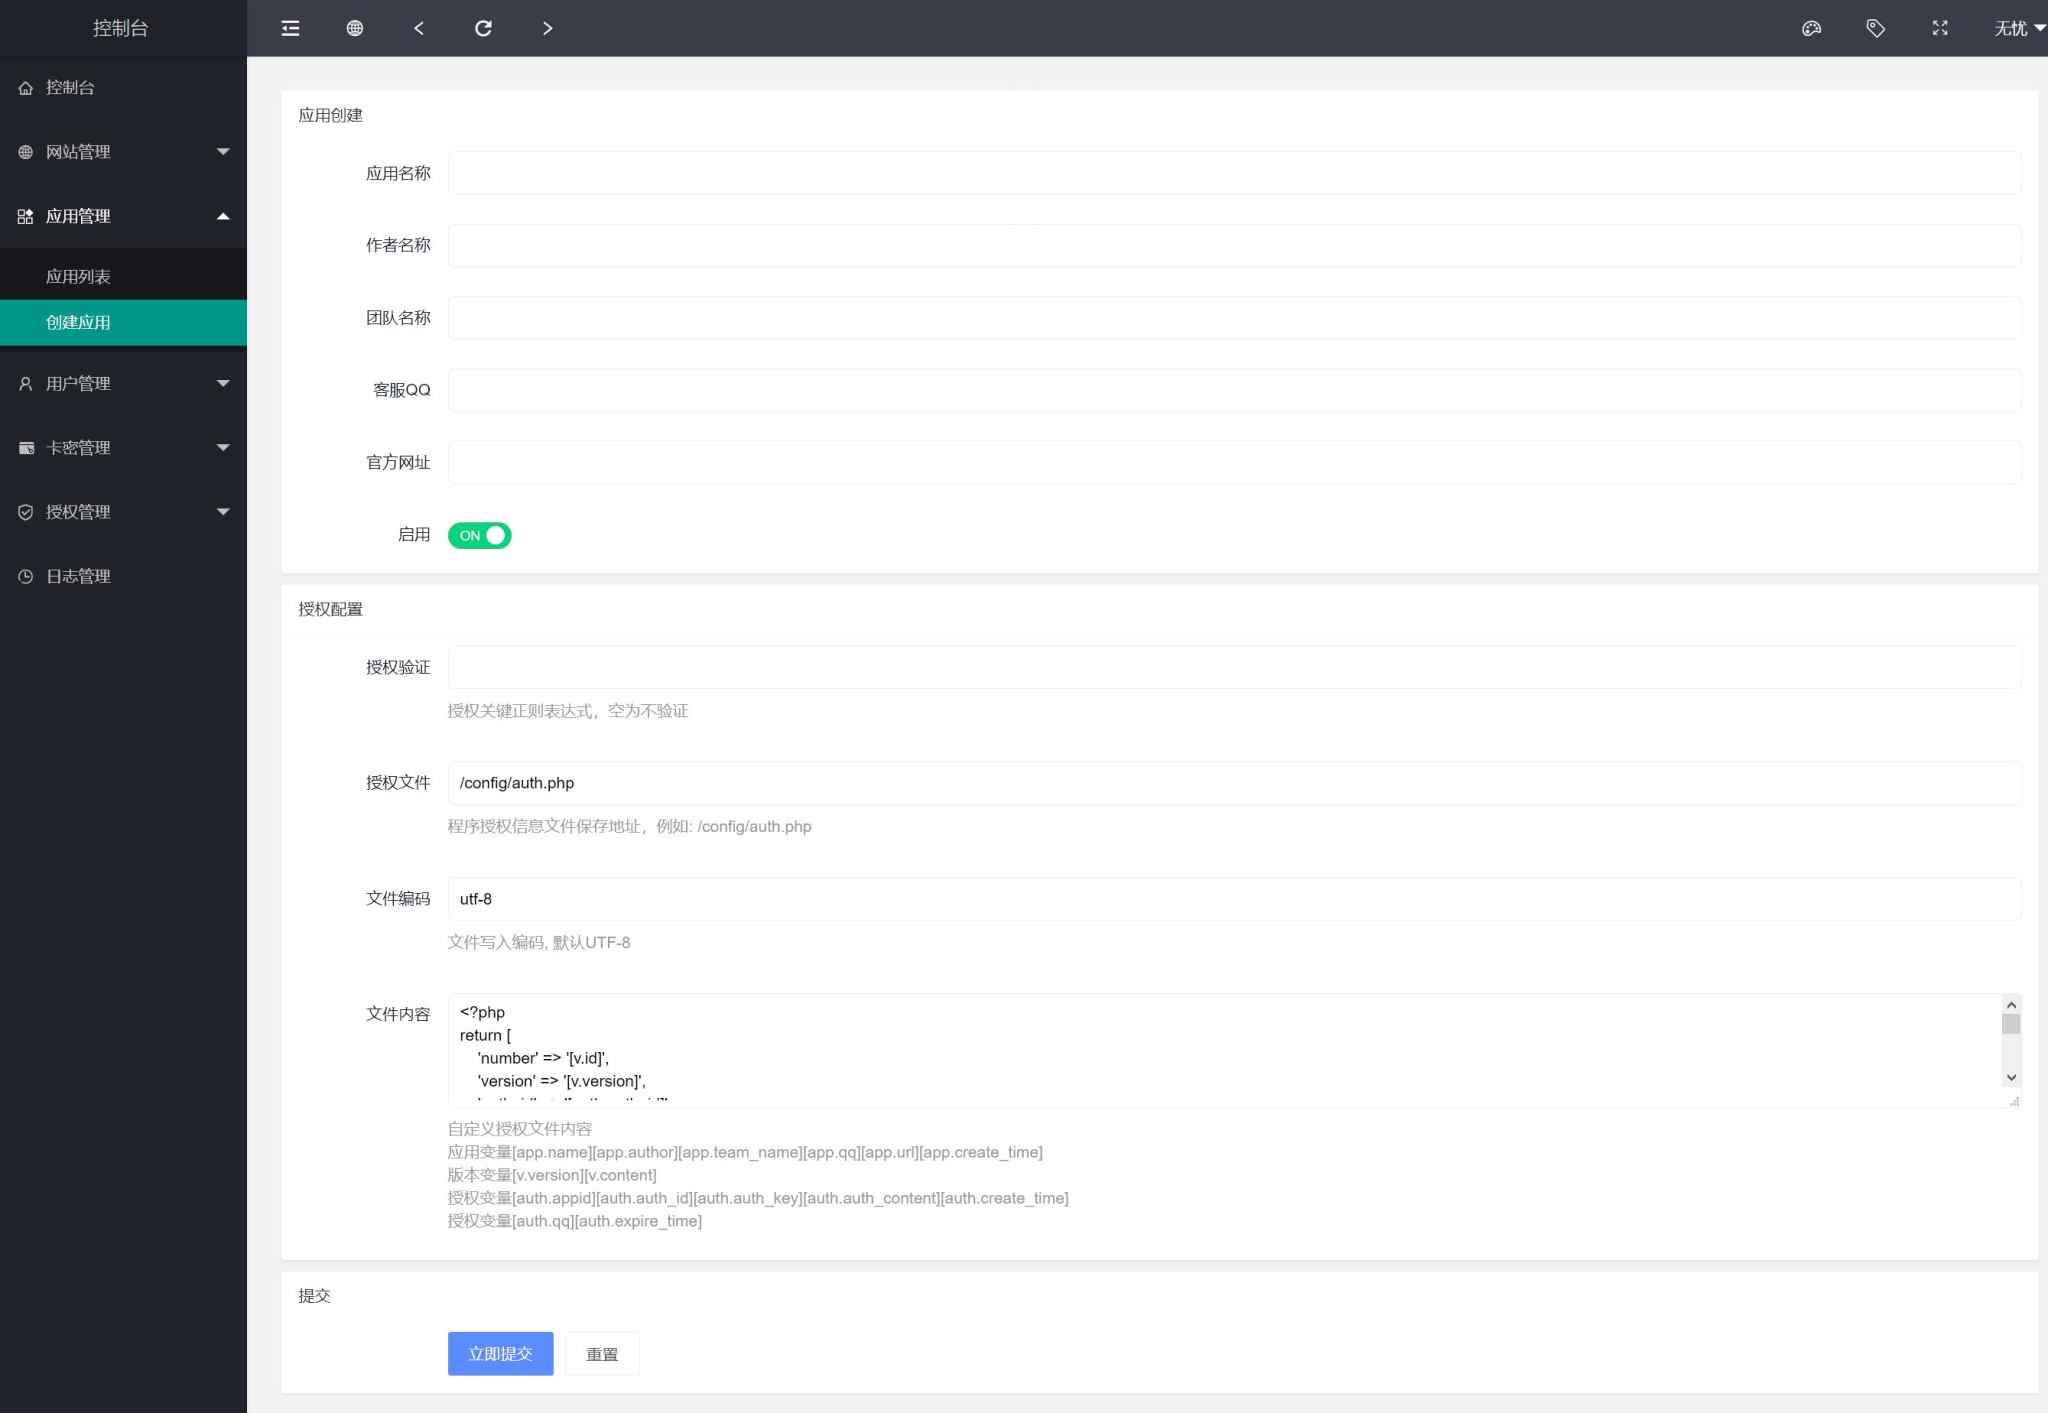 控制台
无忧
控制台
网站管理
应用管理
应用列表
创建应用
用户管理
卡密管理
授权管理
日志管理
应用创建
应用名称
作者名称
团队名称
客服QQ
官方网址
启用 ON
授权配置
授权验证
授权关键正则表达式，空为不验证
授权文件 /config/auth.php
程序授权信息文件保存地址，例如: /config/auth.php
文件编码 utf-8
文件写入编码, 默认UTF-8
文件内容 <?php
return [
'number' => '[v.id]',
'version' => '[v.version]',
自定义授权文件内容
应用变量[app.name][app.author][app.team_name][app.qq][app.url][app.create_time]
版本变量[v.version][v.content]
授权变量[auth.appid][auth.auth_id][auth.auth_key][auth.auth_content][auth.create_time]
授权变量[auth.qq][auth.expire_time]
提交
立即提交 重置